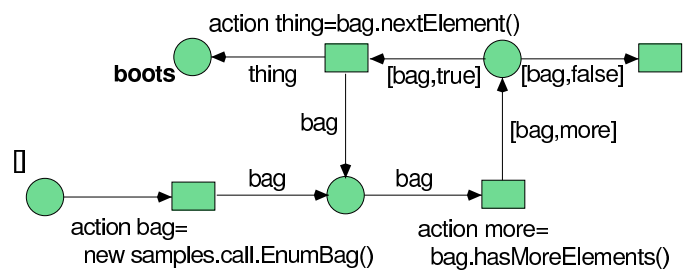 action thing=bag.nextElement()
boots
thing
[bag,true]
[bag,false]
bag
[bag,more]
[]
bag
bag
action bag=
new samples.call.EnumBag()
action more=
bag.hasMoreElements()